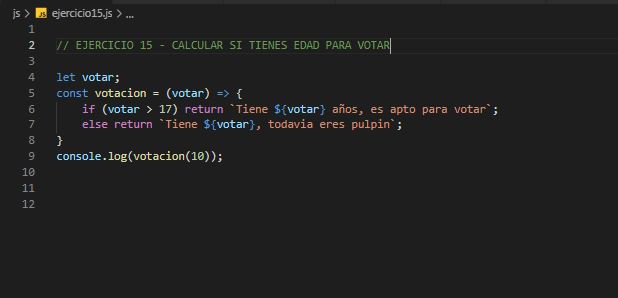 js > JS ejercicio15.js > ...
1
2 // EJERCICIO 15 - CALCULAR SI TIENES EDAD PARA VOTAR
3
4 let votar;
5 const votacion = (votar) => {
6 if (votar > 17) return `Tiene ${votar} años, es apto para votar`;
7 else return `Tiene ${votar}, todavia eres pulpin`;
8 }
9 console.log(votacion(10));
10
11
12